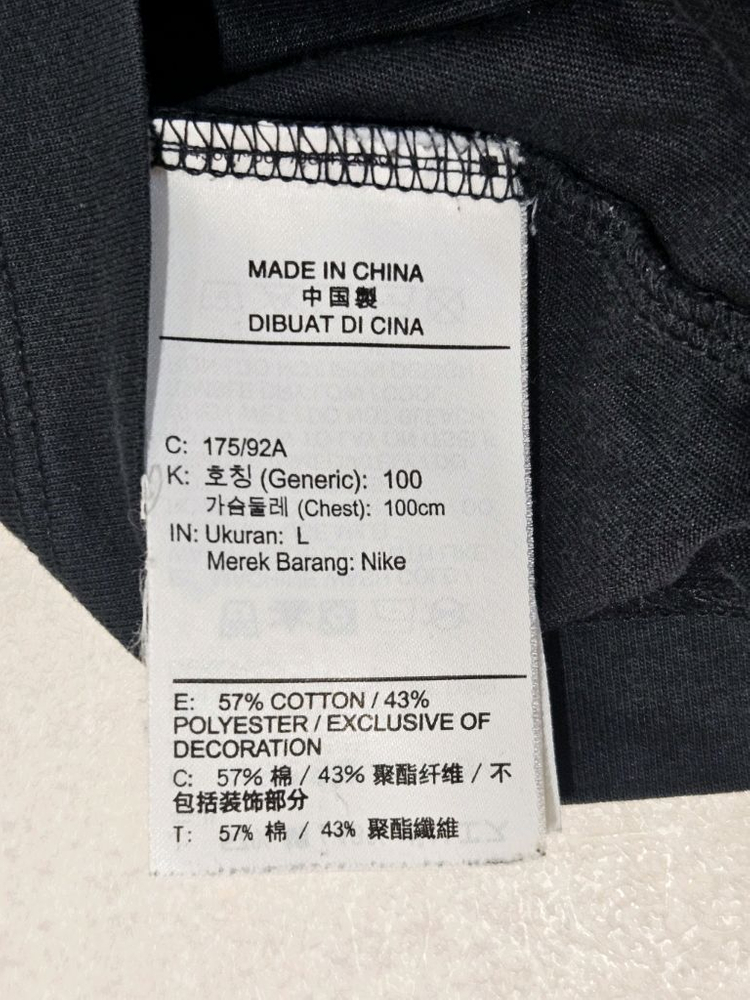 MADE IN CHINA
中国製
DIBUAT DI CINA
C: 175/92A
K: 호칭 (Generic): 100
가슴둘레 (Chest): 100cm
IN: Ukuran: L
Merek Barang: Nike
E: 57% COTTON / 43%
POLYESTER / EXCLUSIVE OF
DECORATION
C: 57% 棉 / 43% 聚酯纤维 / 不
包括装饰部分
T: 57% 棉 / 43% 聚酯纖維